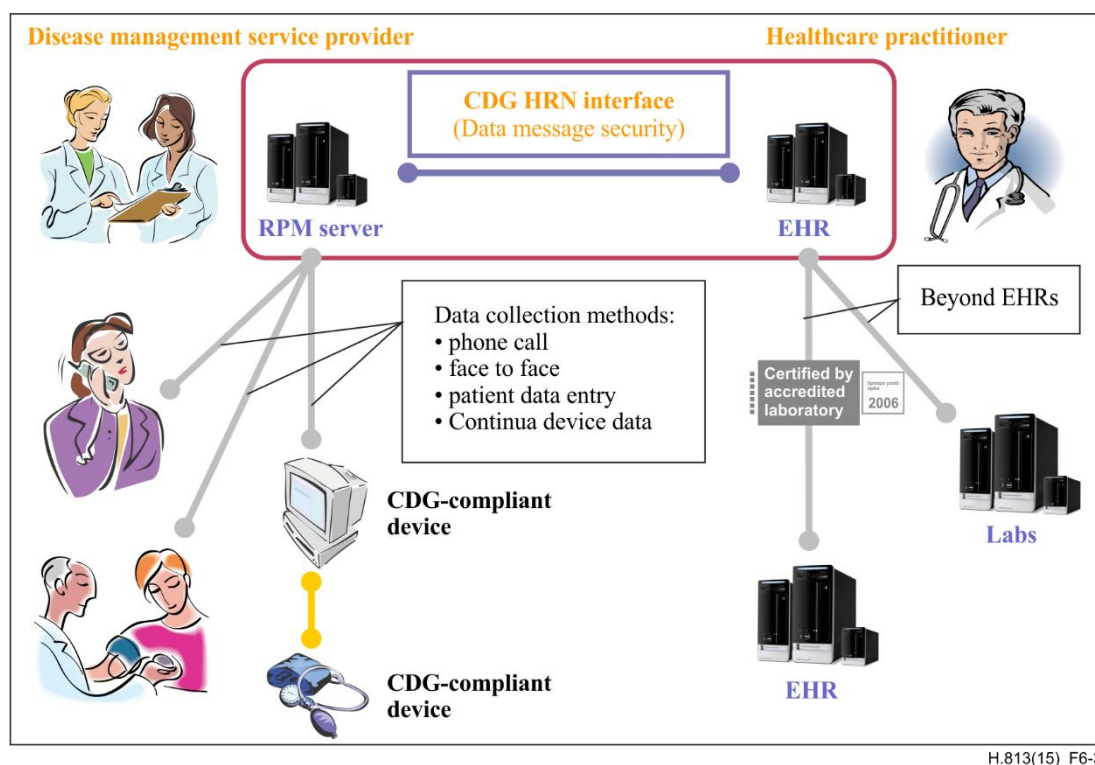 Disease management service provider
Healthcare practitioner
CDG HRN interface
(Data message security)
RPM server
EHR
Data collection methods:
• phone call
• face to face
• patient data entry
• Continua device data
Beyond EHRs
Certified by
accredited
laboratory
2006
CDG-compliant
device
Labs
CDG-compliant
device
EHR
H.813(15)_F6-3